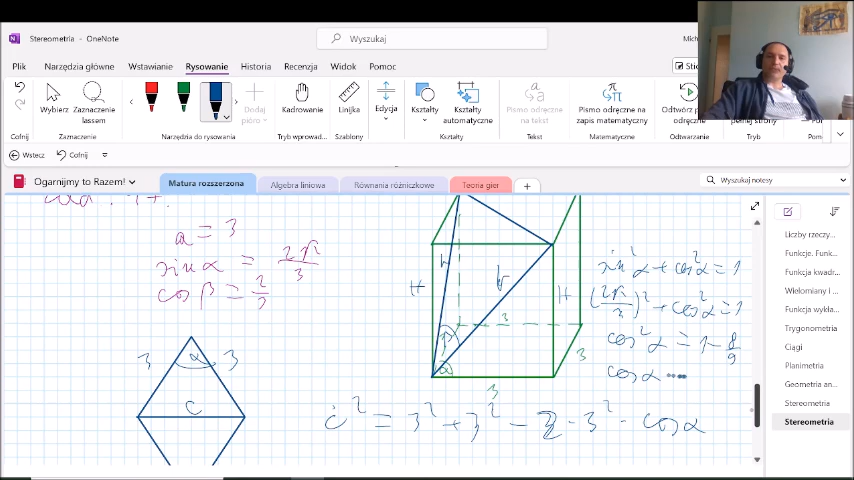 Stereometria - OneNote
Wyszukaj
Plik
Narzędzia główne
Wstawianie
Rysowanie
Historia
Recenzja
Widok
Pomoc
Cofnij
Wybierz
Zaznaczenie lassem
Zaznaczenie
Narzędzia do rysowania
Dodaj pióro
Kadrowanie
Tryb wprowad...
Linijka
Szablony
Edycja
Kształty
Kształty automatyczne
Kształty
Pismo odręczne na tekst
Tekst
Pismo odręczne na zapis matematyczny
Matematyczne
Odtwórz pismo odręczne
Odtwarzanie
pełnej strony
Tryb
Wstecz
Cofnij
Ogarnijmy to Razem!
Matura rozszerzona
Algebra liniowa
Równania różniczkowe
Teoria gier
Wyszukaj notesy
a = 3
sin α = 2√2/3
cos β = 2/3
3
α
3
C
H
b
b
H
3
β
α
3
3
sin²α + cos²α = 1
(2√2/3)² + cos²α = 1
cos²α = 1 - 8/9
cos α =
c² = 3² + 3² - 2 · 3² · cos α
Liczby rzeczy...
Funkcje. Funk...
Funkcja kwadr...
Wielomiany i ...
Funkcja wykła...
Trygonometria
Ciągi
Planimetria
Geometria an...
Stereometria
Stereometria